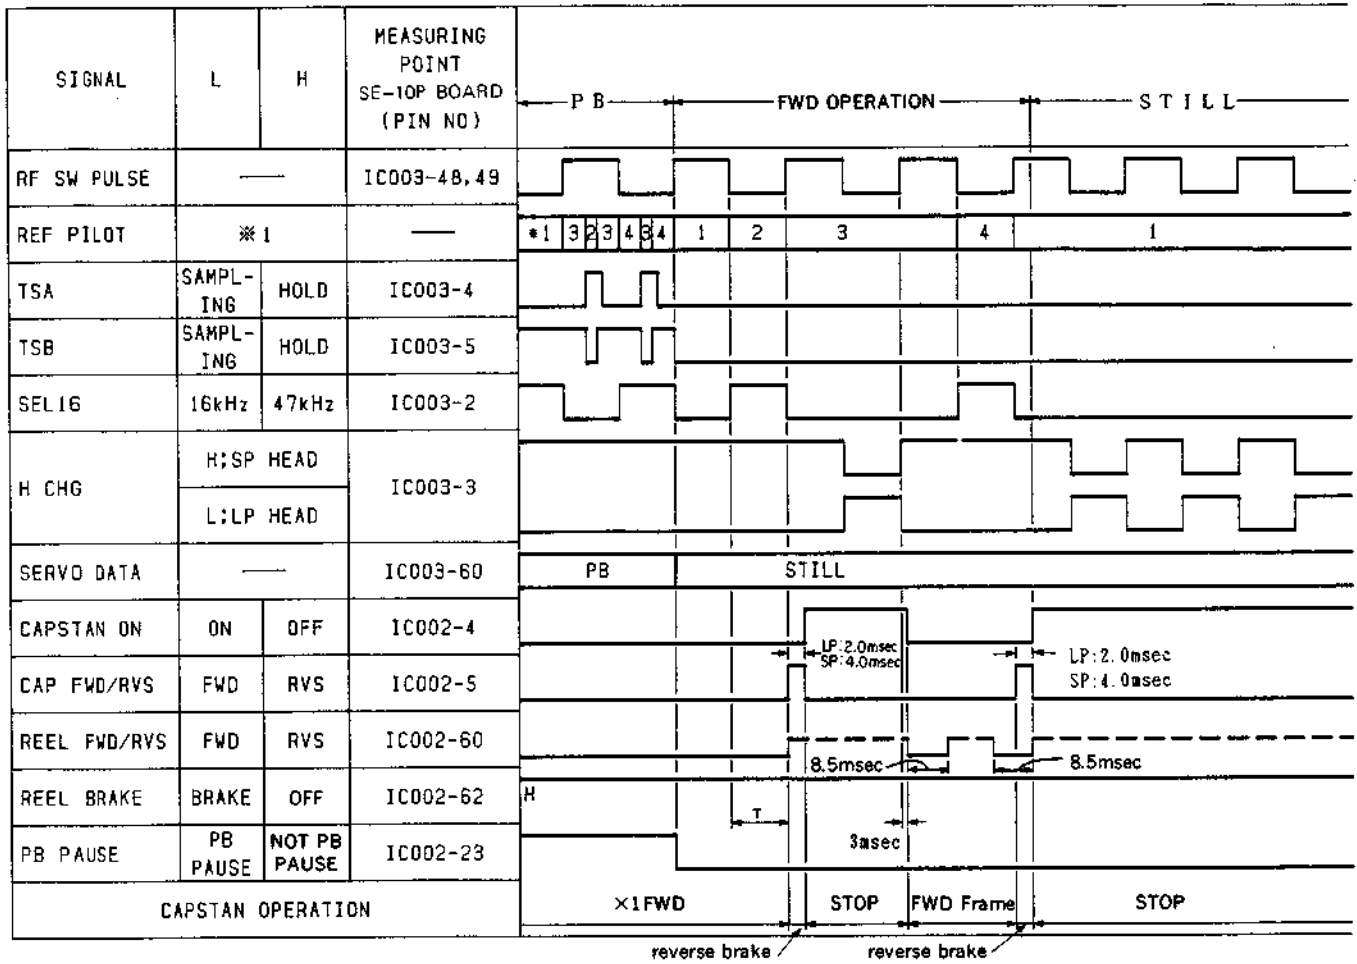 SIGNAL L H MEASURING POINT SE-10P BOARD (PIN NO)
PB FWD OPERATION STILL
RF SW PULSE — IC003-48,49
REF PILOT ※1 — *1 3 2 3 4 3 4 1 2 3 4 1
TSA SAMPL-ING HOLD IC003-4
TSB SAMPL-ING HOLD IC003-5
SEL16 16kHz 47kHz IC003-2
H CHG H;SP HEAD IC003-3
L;LP HEAD
SERVO DATA — IC003-60 PB STILL
CAPSTAN ON ON OFF IC002-4
LP:2.0msec
SP:4.0msec
LP:2.0msec
SP:4.0msec
CAP FWD/RVS FWD RVS IC002-5
REEL FWD/RVS FWD RVS IC002-60
8.5msec 8.5msec
REEL BRAKE BRAKE OFF IC002-62 H
T
3msec
PB PAUSE PB PAUSE NOT PB PAUSE IC002-23
CAPSTAN OPERATION ×1FWD STOP FWD Frame STOP
reverse brake reverse brake